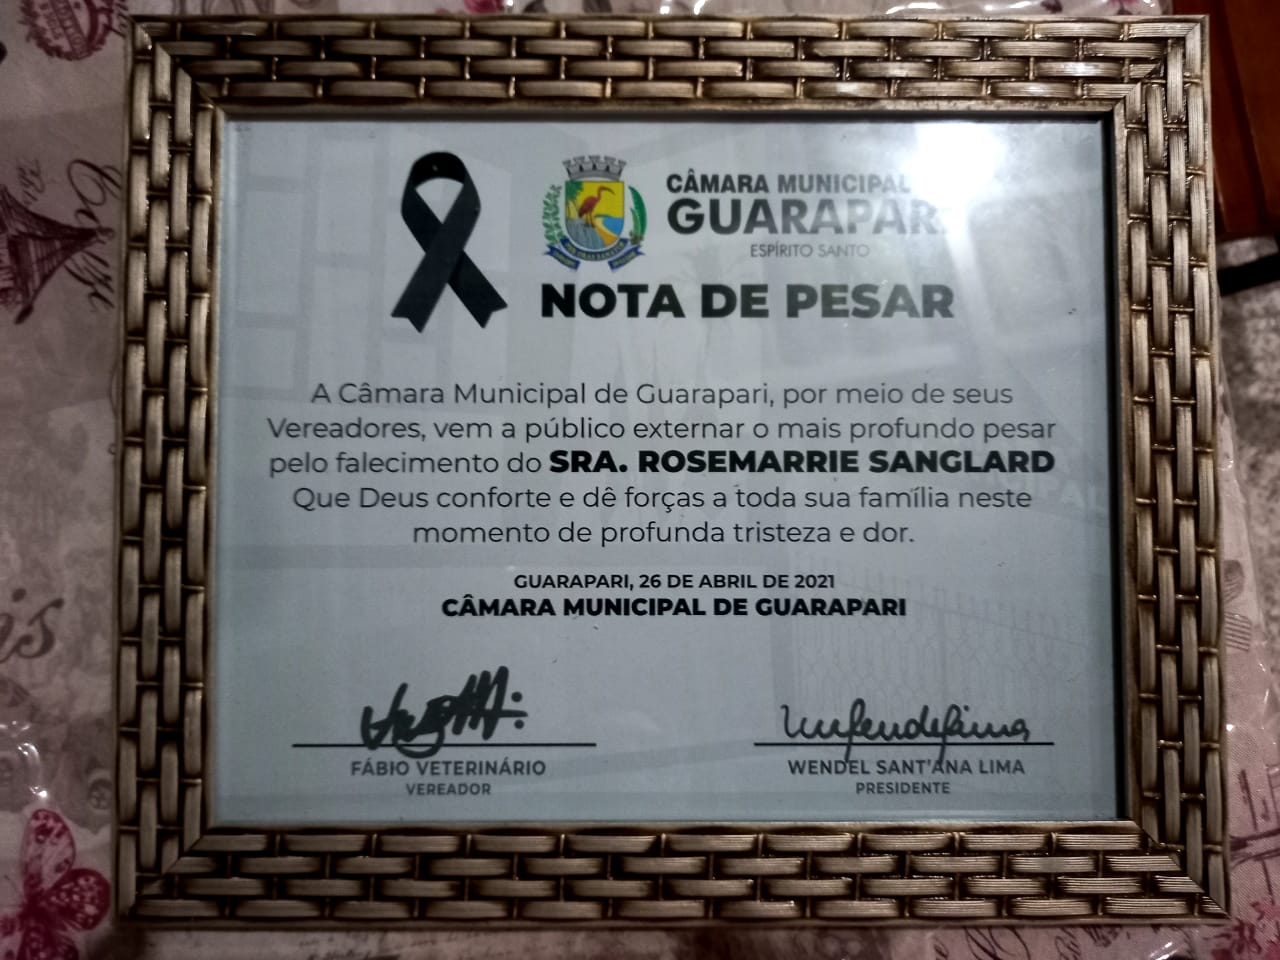 CÂMARA MUNICIPAL
GUARAPARI
ESPÍRITO SANTO
NOTA DE PESAR
A Câmara Municipal de Guarapari, por meio de seus
Vereadores, vem a público externar o mais profundo pesar
pelo falecimento do SRA. ROSEMARRIE SANGLARD
Que Deus conforte e dê forças a toda sua família neste
momento de profunda tristeza e dor.
GUARAPARI, 26 DE ABRIL DE 2021
CÂMARA MUNICIPAL DE GUARAPARI
FÁBIO VETERINÁRIO
VEREADOR
WENDEL SANT'ANA LIMA
PRESIDENTE